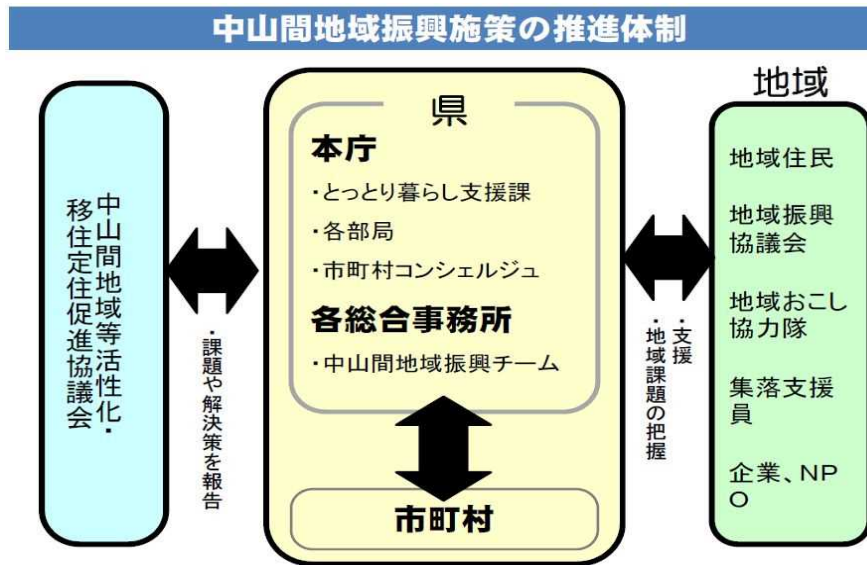 中山間地域振興施策の推進体制
中山間地域等活性化・
移住定住促進協議会
・課題や解決策を報告
県
本庁
・とっとり暮らし支援課
・各部局
・市町村コンシェルジュ
各総合事務所
・中山間地域振興チーム
市町村
・支援
・地域課題の把握
地域
地域住民
地域振興
協議会
地域おこし
協力隊
集落支援
員
企業、NP
O